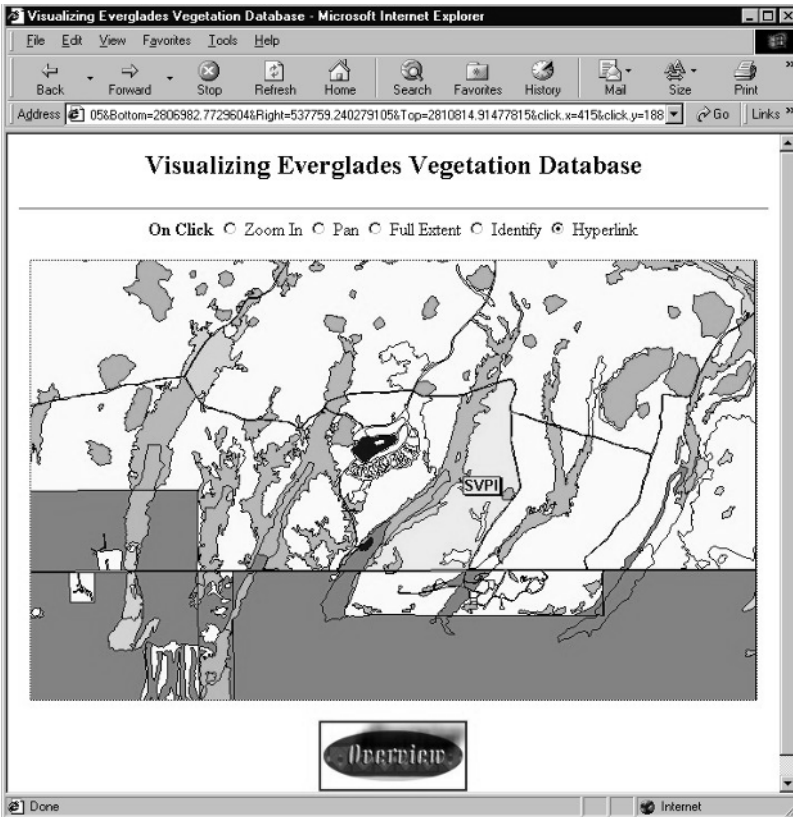 Visualizing Everglades Vegetation Database - Microsoft Internet Explorer
File Edit View Favorites Tools Help
Back Forward Stop Refresh Home Search Favorites History Mail Size Print »
Address 05&Bottom=2806982.7729604&Right=537759.240279105&Top=2810814.91477815&click.x=415&click.y=188 Go Links »
Visualizing Everglades Vegetation Database
On Click Zoom In Pan Full Extent Identify Hyperlink
SVPI
Overview
Done Internet